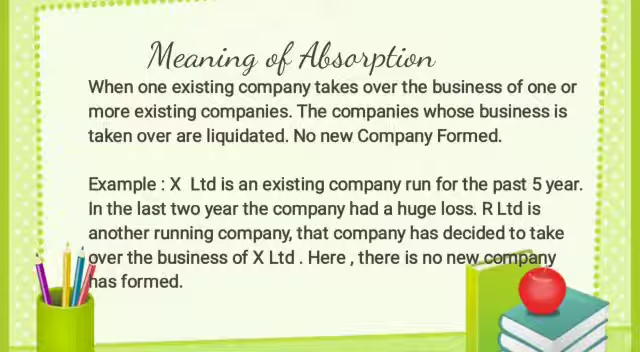 Meaning of Absorption
When one existing company takes over the business of one or
more existing companies. The companies whose business is
taken over are liquidated. No new Company Formed.
Example : X Ltd is an existing company run for the past 5 year.
In the last two year the company had a huge loss. R Ltd is
another running company, that company has decided to take
over the business of X Ltd . Here , there is no new company
has formed.